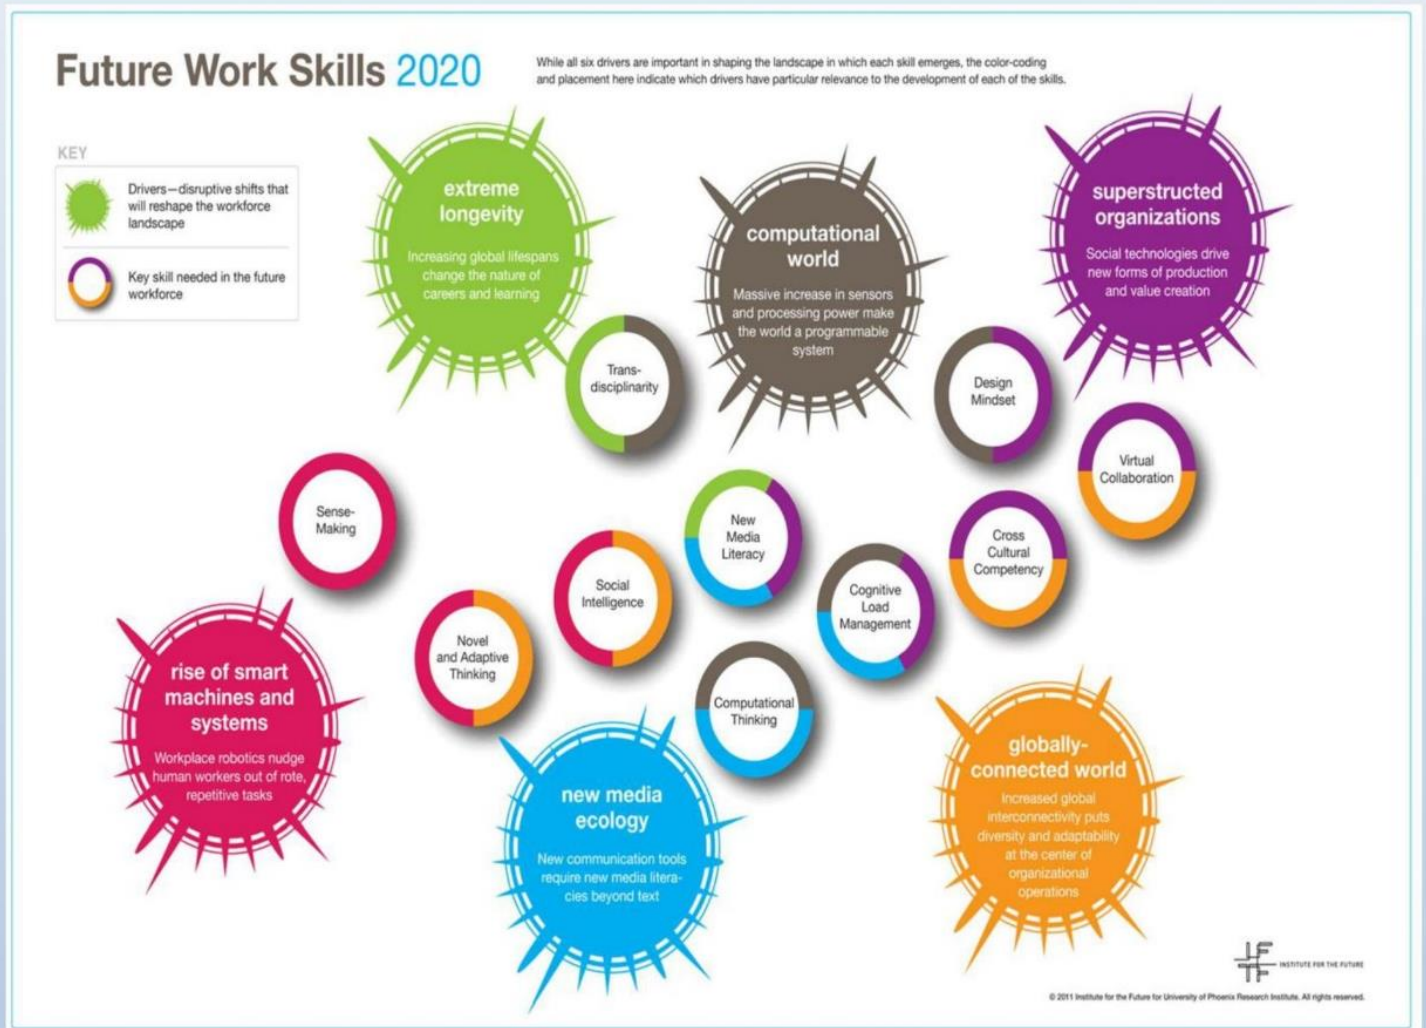 Future Work Skills 2020
While all six drivers are important in shaping the landscape in which each skill emerges, the color-coding
and placement here indicate which drivers have particular relevance to the development of each of the skills.
KEY
Drivers—disruptive shifts that
will reshape the workforce
landscape
Key skill needed in the future
workforce
extreme
longevity
Increasing global lifespans
change the nature of
careers and learning
computational
world
Massive increase in sensors
and processing power make
the world a programmable
system
superstructed
organizations
Social technologies drive
new forms of production
and value creation
Trans-
disciplinarity
Design
Mindset
Virtual
Collaboration
Sense-
Making
New
Media
Literacy
Cross
Cultural
Competency
Social
Intelligence
Cognitive
Load
Management
Novel
and Adaptive
Thinking
Computational
Thinking
rise of smart
machines and
systems
Workplace robotics nudge
human workers out of rote,
repetitive tasks
new media
ecology
New communication tools
require new media litera-
cies beyond text
globally-
connected world
Increased global
interconnectivity puts
diversity and adaptability
at the center of
organizational
operations
INSTITUTE FOR THE FUTURE
© 2011 Institute for the Future for University of Phoenix Research Institute. All rights reserved.